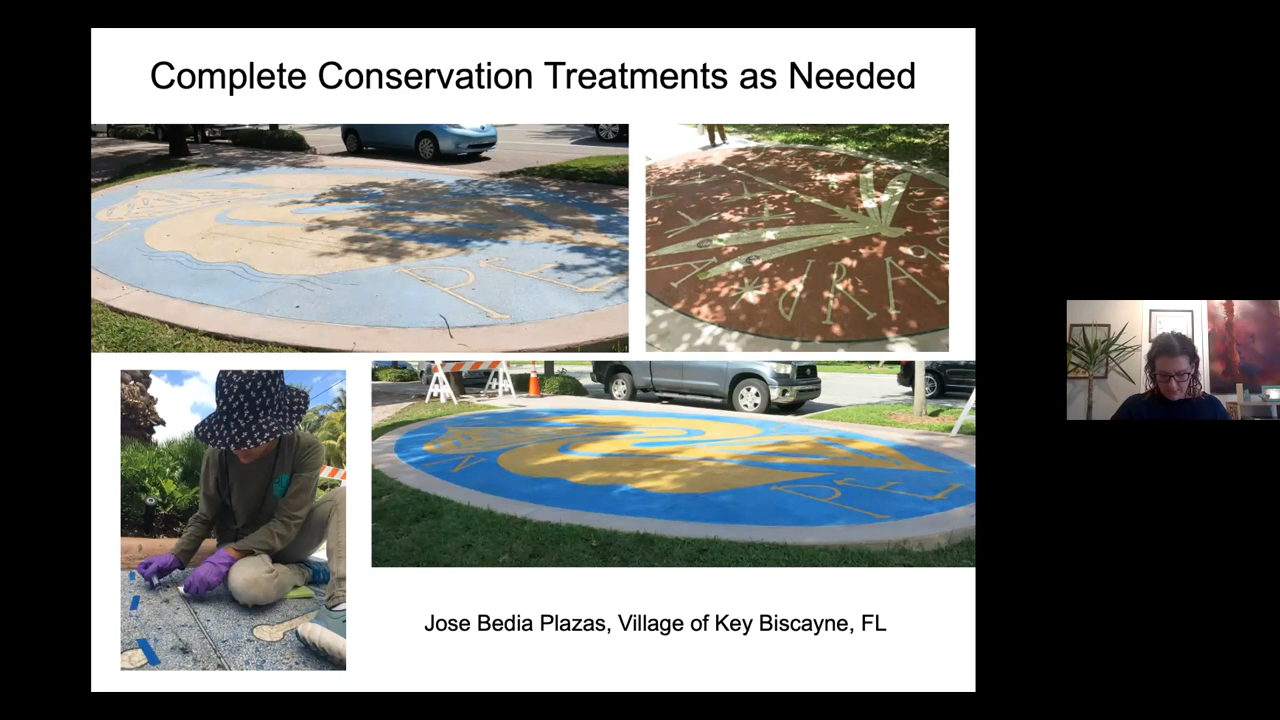 Complete Conservation Treatments as Needed
Jose Bedia Plazas, Village of Key Biscayne, FL